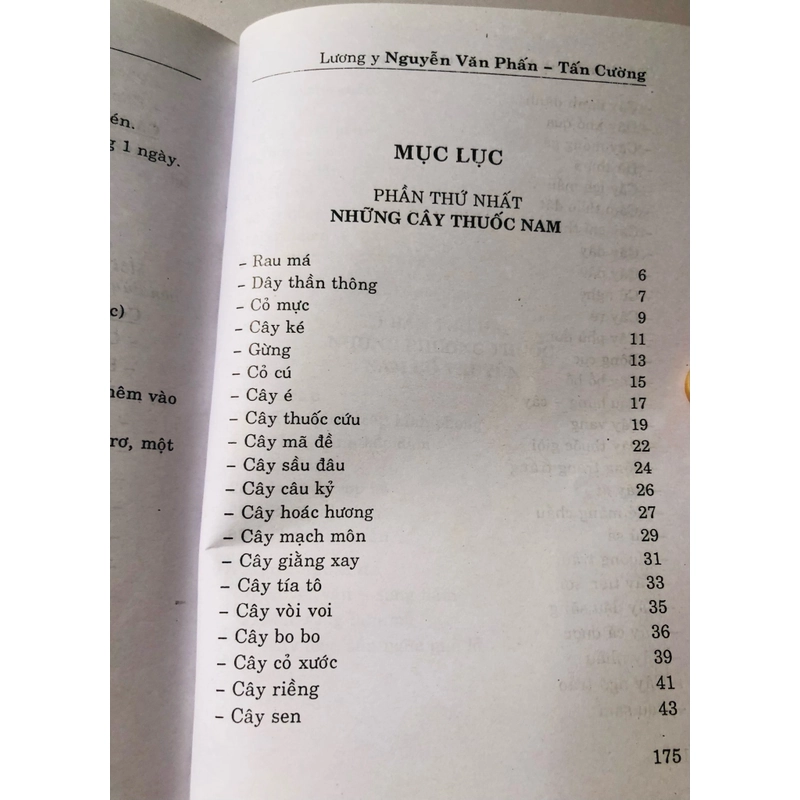 én.
g 1 ngày.
c)
nêm vào
rơ, một
Lương y Nguyễn Văn Phấn – Tấn Cường
MỤC LỤC
PHẦN THỨ NHẤT
NHỮNG CÂY THUỐC NAM
– Rau má 6
– Dây thần thông 7
– Cỏ mực 9
– Cây ké 11
– Gừng 13
– Cỏ cú 15
– Cây é 17
– Cây thuốc cứu 19
– Cây mã đề 22
– Cây sầu đâu 24
– Cây câu kỷ 26
– Cây hoác hương 27
– Cây mạch môn 29
– Cây giằng xay 31
– Cây tía tô 33
– Cây vòi voi 35
– Cây bo bo 36
– Cây cỏ xước 39
– Cây riềng 41
– Cây sen 43
175